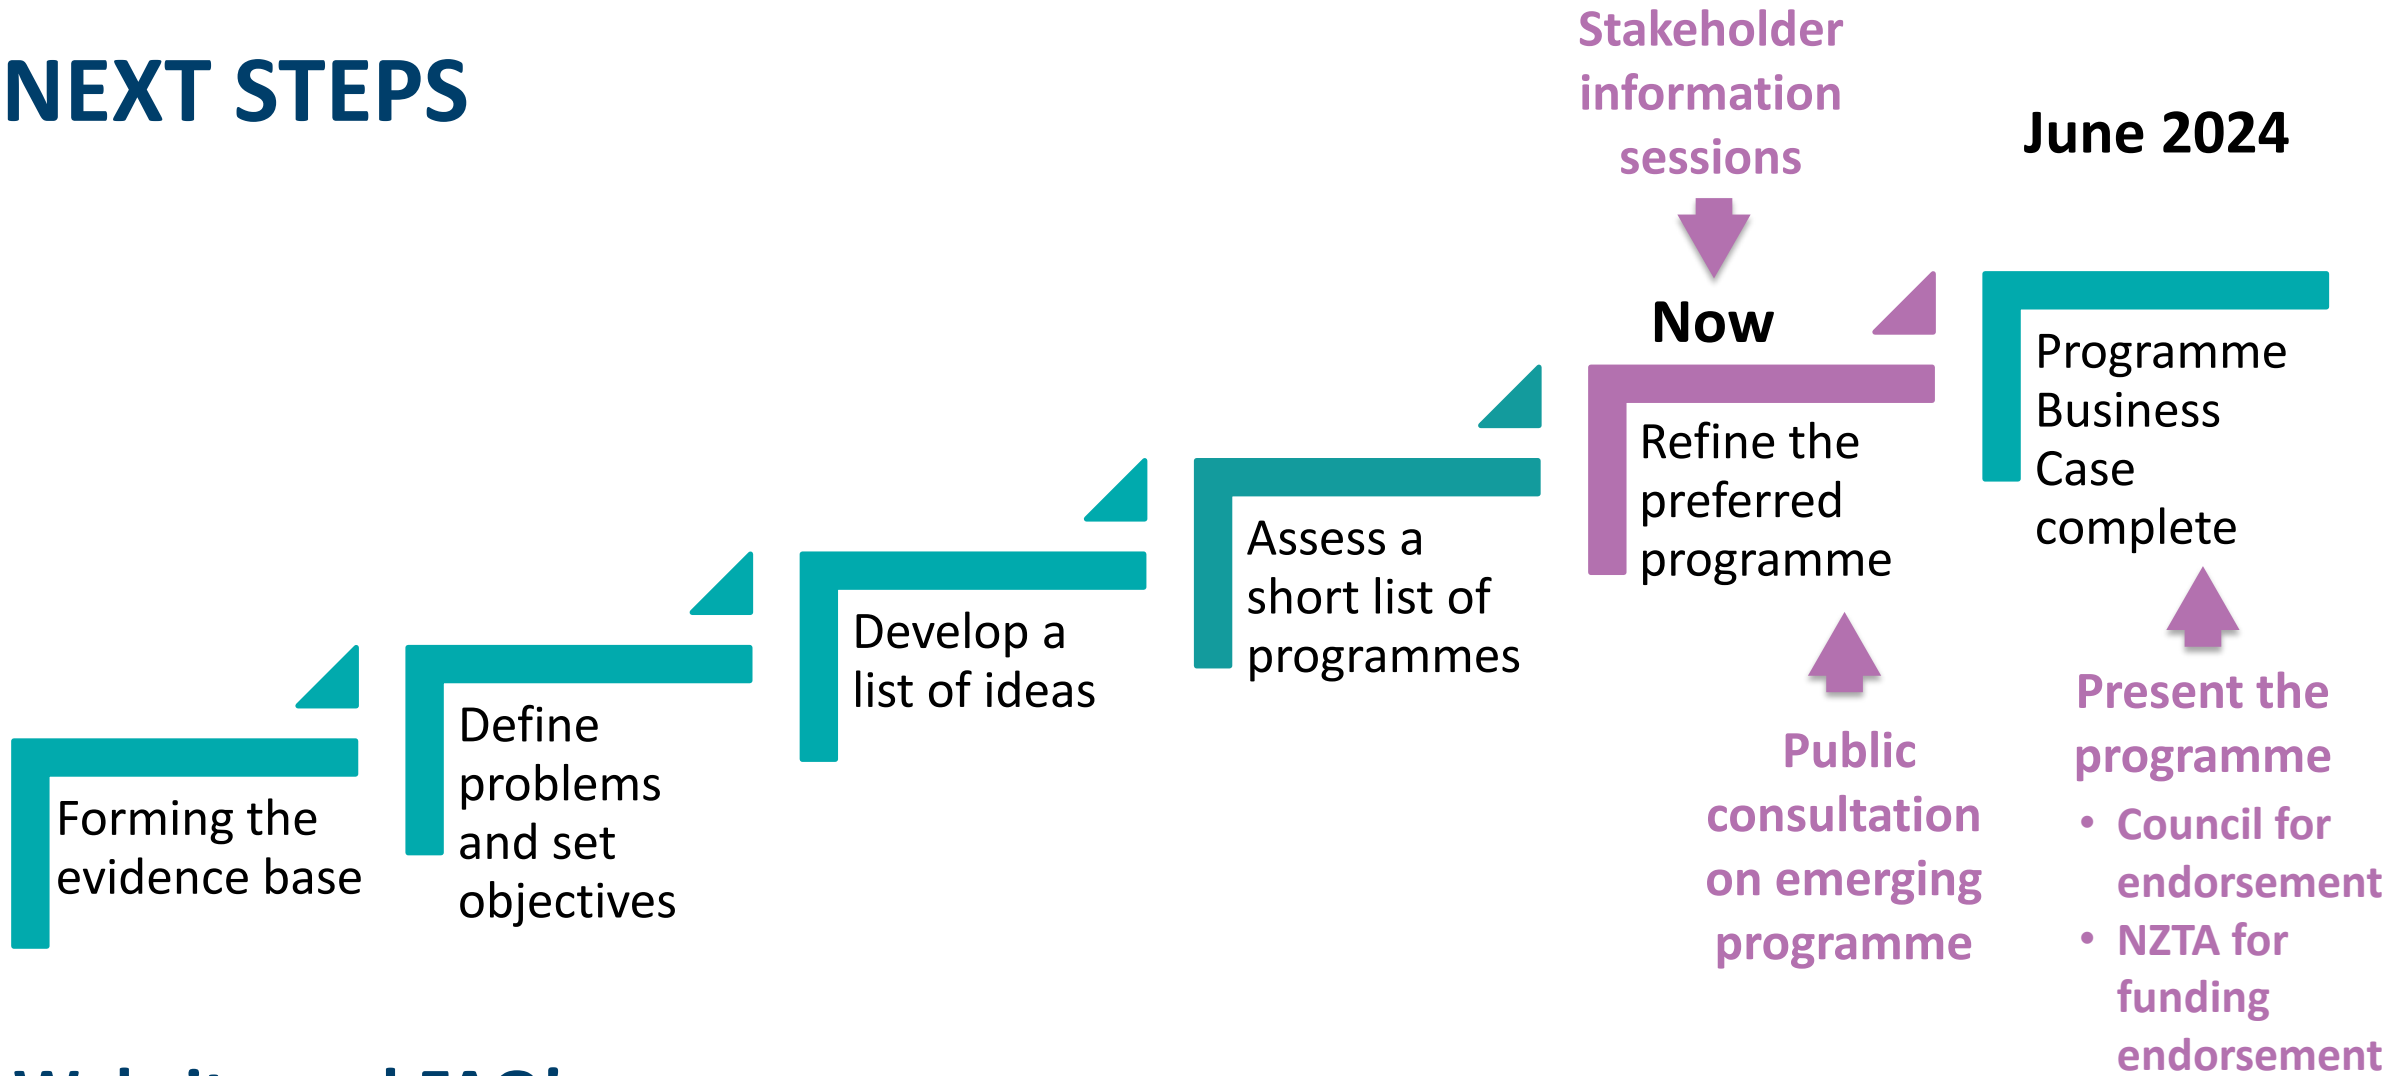 NEXT STEPS
Stakeholder
information
sessions
June 2024
Now
Forming the
evidence base
Define
problems
and set
objectives
Develop a
list of ideas
Assess a
short list of
programmes
Refine the
preferred
programme
Programme
Business
Case
complete
Public
consultation
on emerging
programme
Present the
programme
• Council for
endorsement
• NZTA for
funding
endorsement